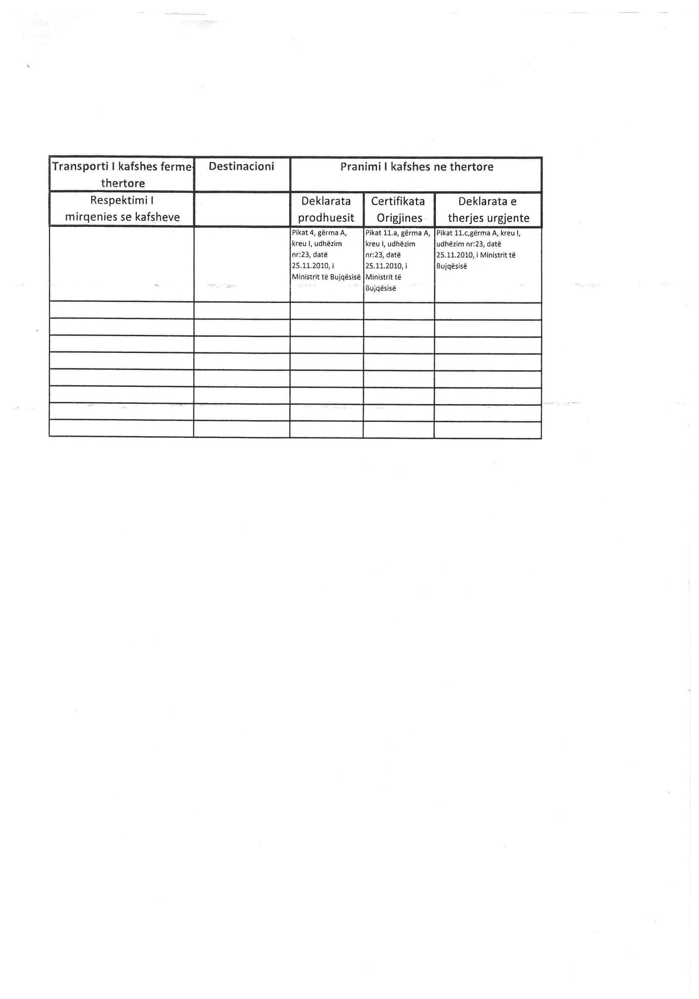 Transporti I kafshes ferme-
thertore
Destinacioni
Pranimi I kafshes ne thertore
Respektimi I
mirqenies se kafsheve
Deklarata
prodhuesit
Certifikata
Origjines
Deklarata e
therjes urgjente
Pikat 4, gërma A,
kreu I, udhëzim
nr:23, datë
25.11.2010, i
Ministrit të Bujqësisë
Pikat 11.a, gërma A,
kreu I, udhëzim
nr:23, datë
25.11.2010, i
Ministrit të
Bujqësisë
Pikat 11.c,gërma A, kreu I,
udhëzim nr:23, datë
25.11.2010, i Ministrit të
Bujqësisë